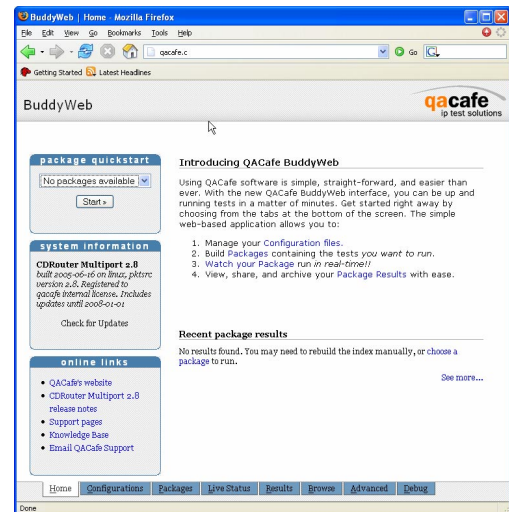 BuddyWeb | Home - Mozilla Firefox
File Edit View Go Bookmarks Tools Help
qacafe.c Go G
Getting Started Latest Headlines
BuddyWeb
qacafe
ip test solutions
package quickstart
No packages available
Start »
system information
CDRouter Multiport 2.8
built 2005-06-16 on linux, pktsrc
version 2.8. Registered to
qacafe internal license. Includes
updates until 2008-01-01
Check for Updates
online links
• QACafe's website
• CDRouter Multiport 2.8
release notes
• Support pages
• Knowledge Base
• Email QACafe Support
Introducing QACafe BuddyWeb
Using QACafe software is simple, straight-forward, and easier than
ever. With the new QACafe BuddyWeb interface, you can be up and
running tests in a matter of minutes. Get started right away by
choosing from the tabs at the bottom of the screen. The simple
web-based application allows you to:
1. Manage your Configuration files.
2. Build Packages containing the tests you want to run.
3. Watch your Package run in real-time!!
4. View, share, and archive your Package Results with ease.
Recent package results
No results found. You may need to rebuild the index manually, or choose a
package to run.
See more...
Home Configurations Packages Live Status Results Browse Advanced Debug
Done